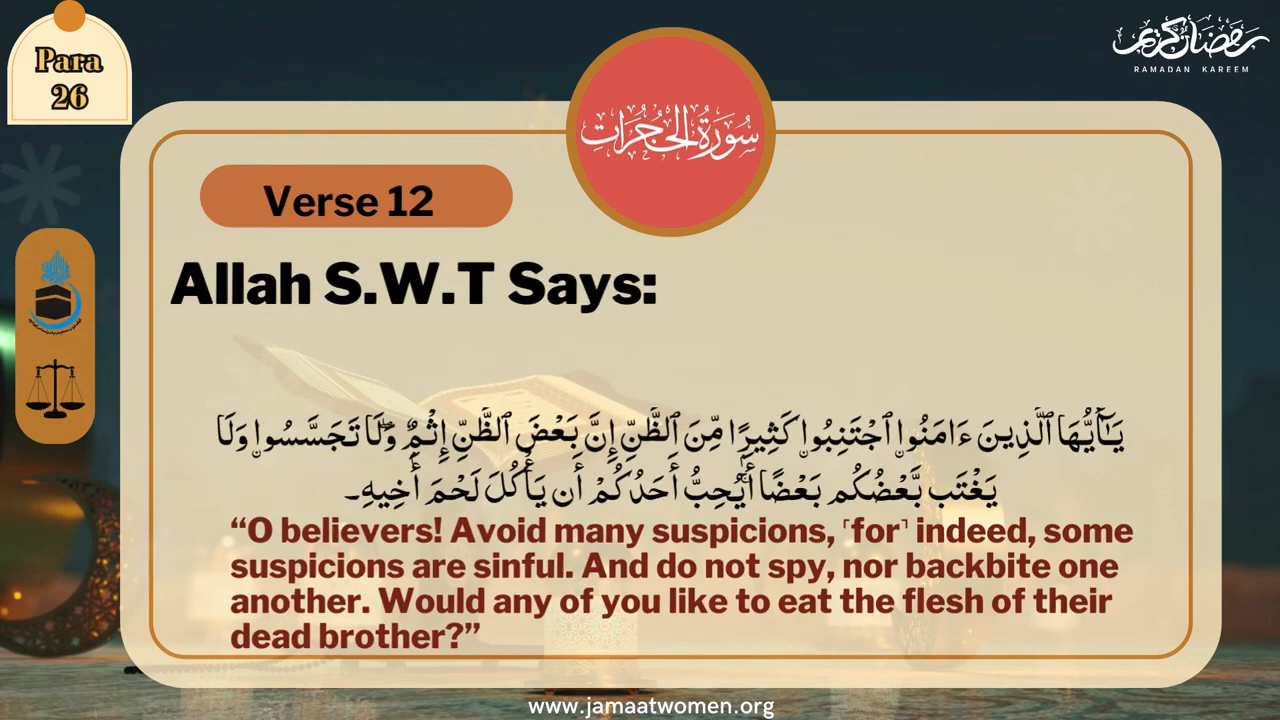 Para
26
رمضان كريم
RAMADAN KAREEM
سُورَةُ الحُجُرَات
Verse 12
Allah S.W.T Says:
يَـٰٓأَيُّهَا ٱلَّذِينَ ءَامَنُوا۟ ٱجْتَنِبُوا۟ كَثِيرًا مِّنَ ٱلظَّنِّ إِنَّ بَعْضَ ٱلظَّنِّ إِثْمٌ ۖ وَلَا تَجَسَّسُوا۟ وَلَا
يَغْتَب بَّعْضُكُم بَعْضًا ۚ أَيُحِبُّ أَحَدُكُمْ أَن يَأْكُلَ لَحْمَ أَخِيهِ
“O believers! Avoid many suspicions, ˹for˺ indeed, some
suspicions are sinful. And do not spy, nor backbite one
another. Would any of you like to eat the flesh of their
dead brother?”
www.jamaatwomen.org